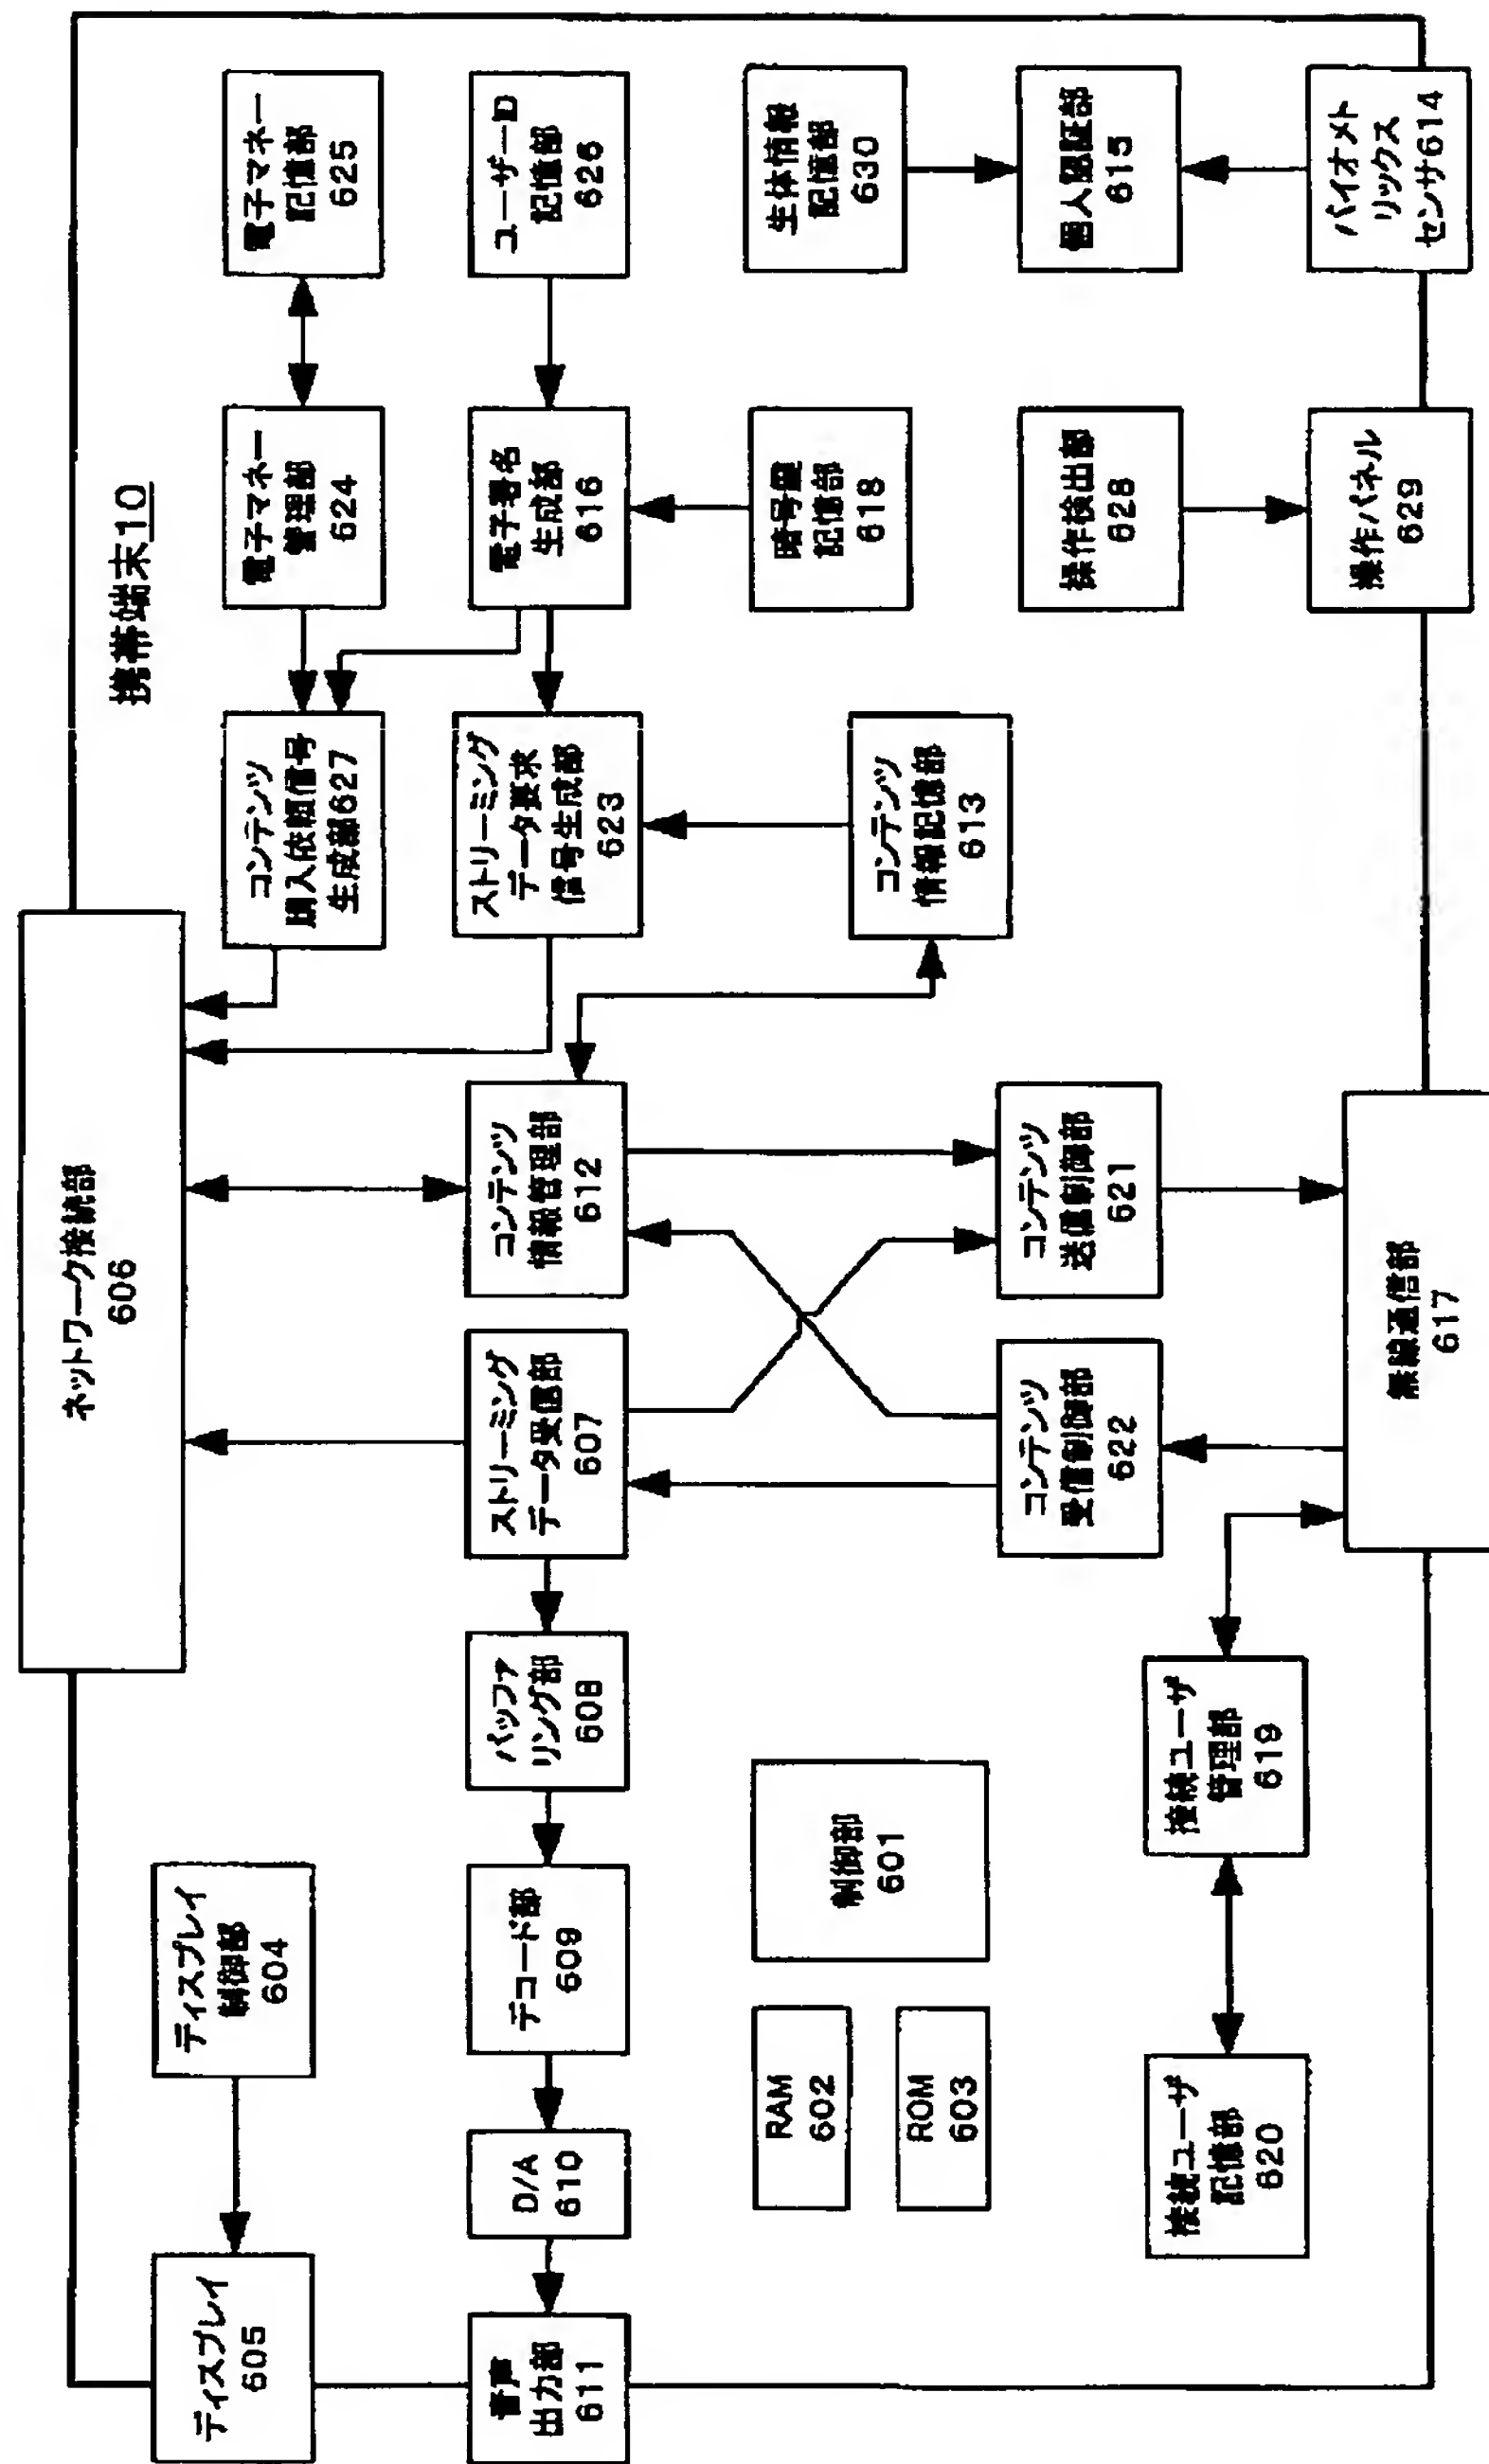 携帯端末10
ネットワーク接続部
606
ディスプレイ
制御部
604
ディスプレイ
605
電子マネー
記憶部
625
電子マネー
管理部
624
コンテンツ
購入依頼信号
生成部627
ユーザーID
記憶部
626
電子署名
生成部
616
ストリーミング
データ要求
信号生成部
623
コンテンツ
情報管理部
612
ストリーミング
データ受信部
607
バッファ
リング部
608
デコード部
609
D/A
610
音声
出力部
611
生体情報
記憶部
630
暗号鍵
記憶部
618
コンテンツ
情報記憶部
613
制御部
601
RAM
602
ROM
603
個人認証部
615
操作検出部
628
コンテンツ
送信制御部
621
コンテンツ
受信制御部
622
接続ユーザ
管理部
619
接続ユーザ
記憶部
620
バイオメト
リックス
センサ614
操作パネル
629
無線通信部
617